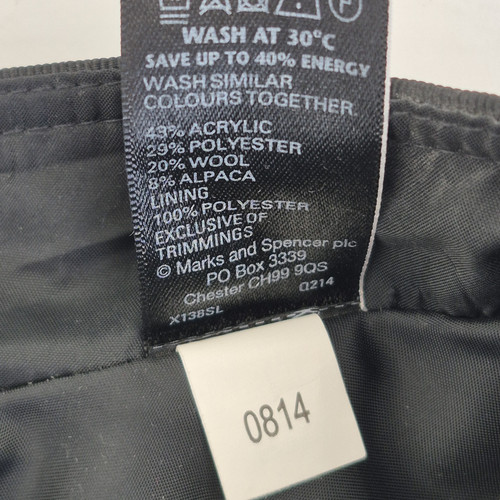 WASH AT 30°C
SAVE UP TO 40% ENERGY
WASH SIMILAR
COLOURS TOGETHER.
43% ACRYLIC
29% POLYESTER
20% WOOL
8% ALPACA
LINING
100% POLYESTER
EXCLUSIVE OF
TRIMMINGS
© Marks and Spencer plc
PO Box 3339
Chester CH99 9QS
X138SL Q214
0814